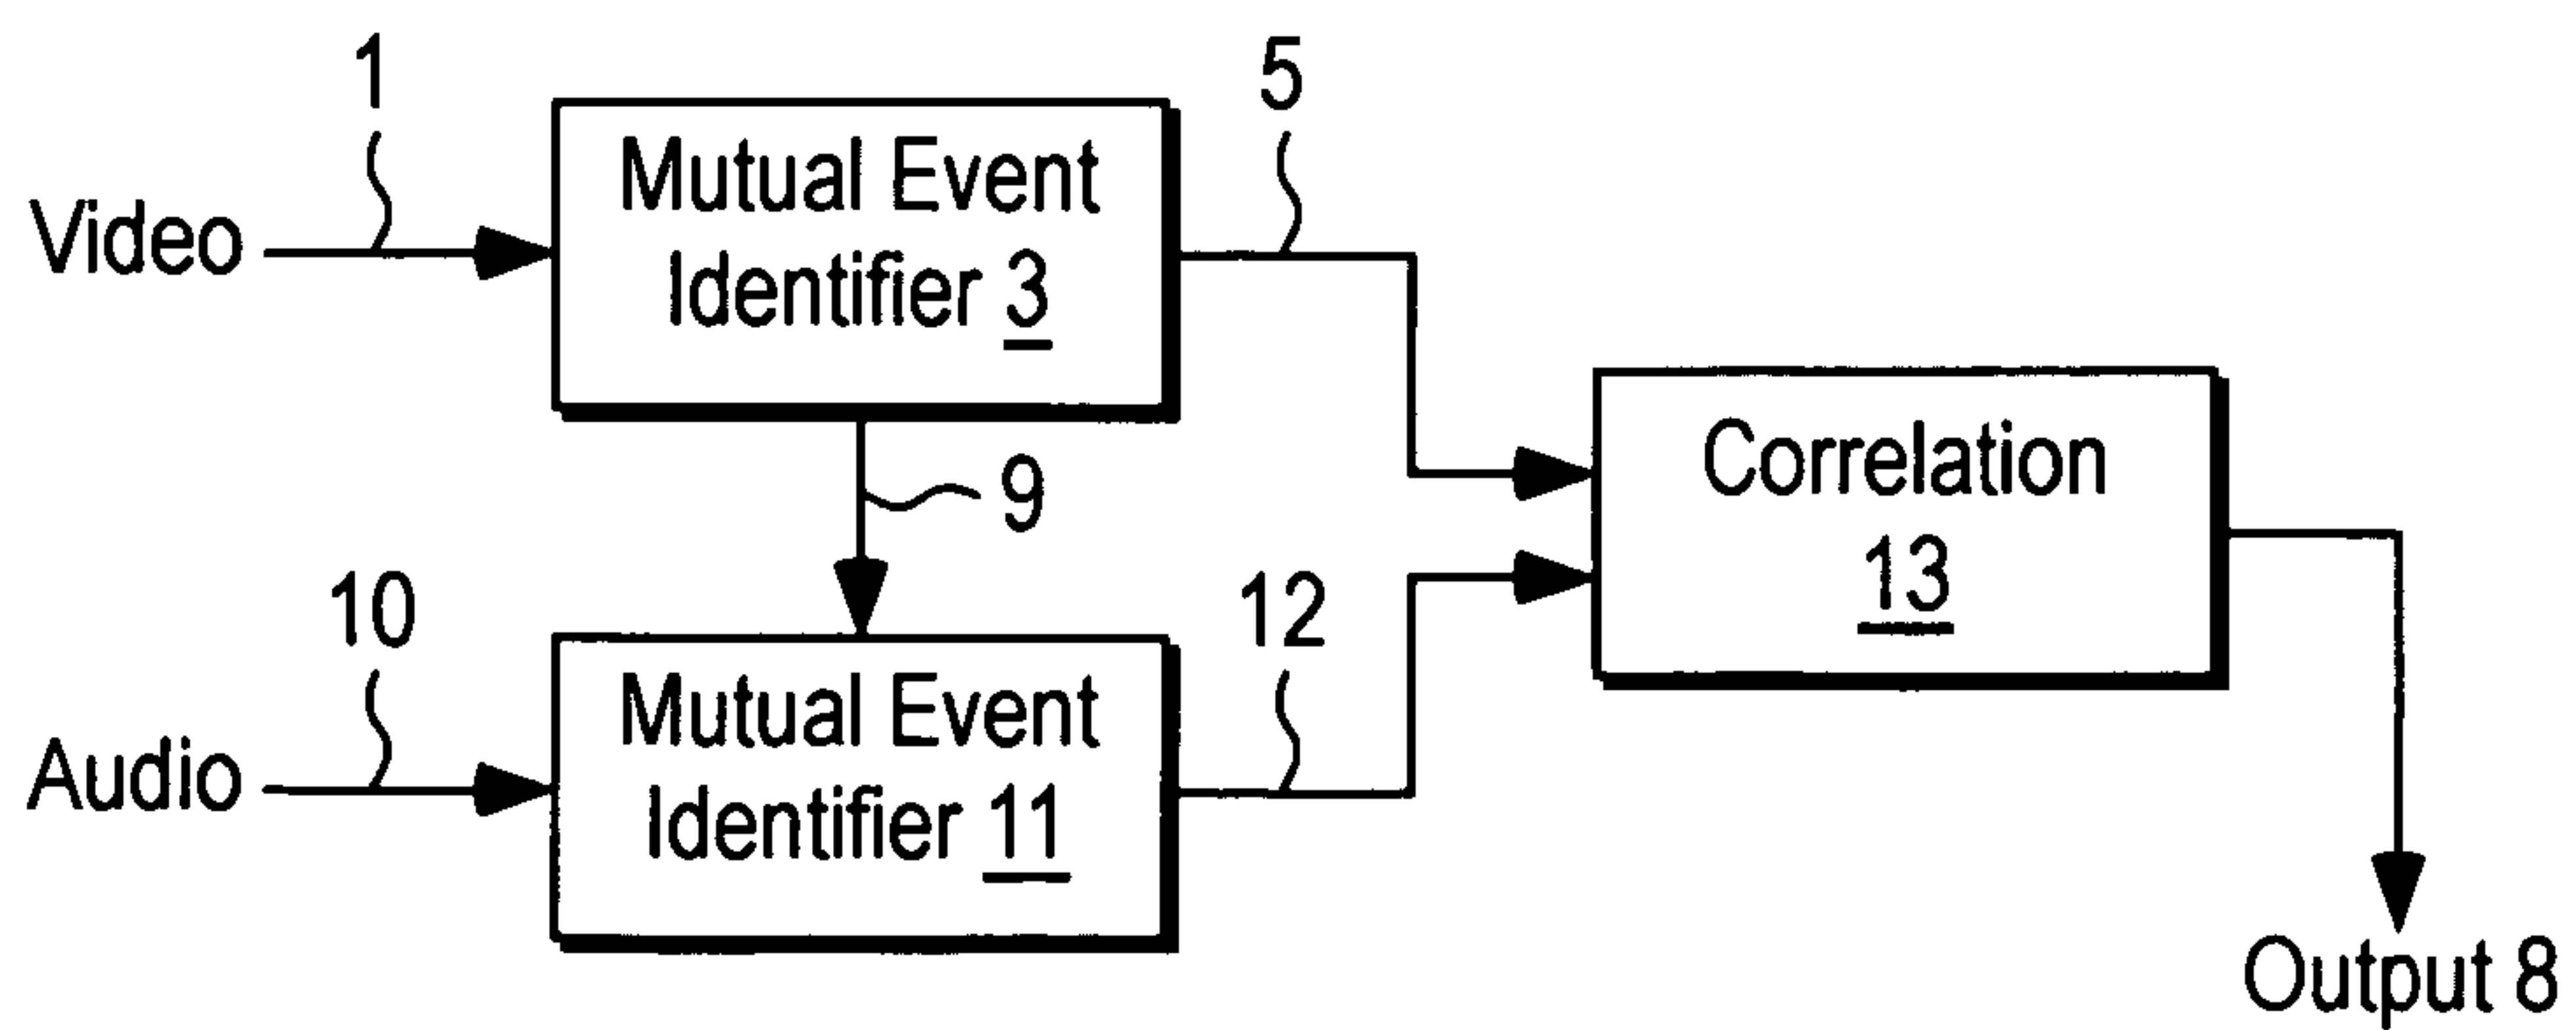 1
5
Video
Mutual Event
Identifier 3
9
Correlation
13
10
12
Audio
Mutual Event
Identifier 11
Output 8